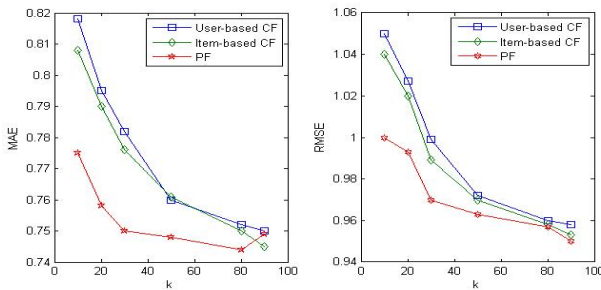 0.82
0.81
0.8
0.79
0.78
0.77
0.76
0.75
0.74
MAE
0
20
40
60
80
100
k
User-based CF
Item-based CF
PF
1.06
1.04
1.02
1
0.98
0.96
0.94
RMSE
0
20
40
60
80
100
k
User-based CF
Item-based CF
PF